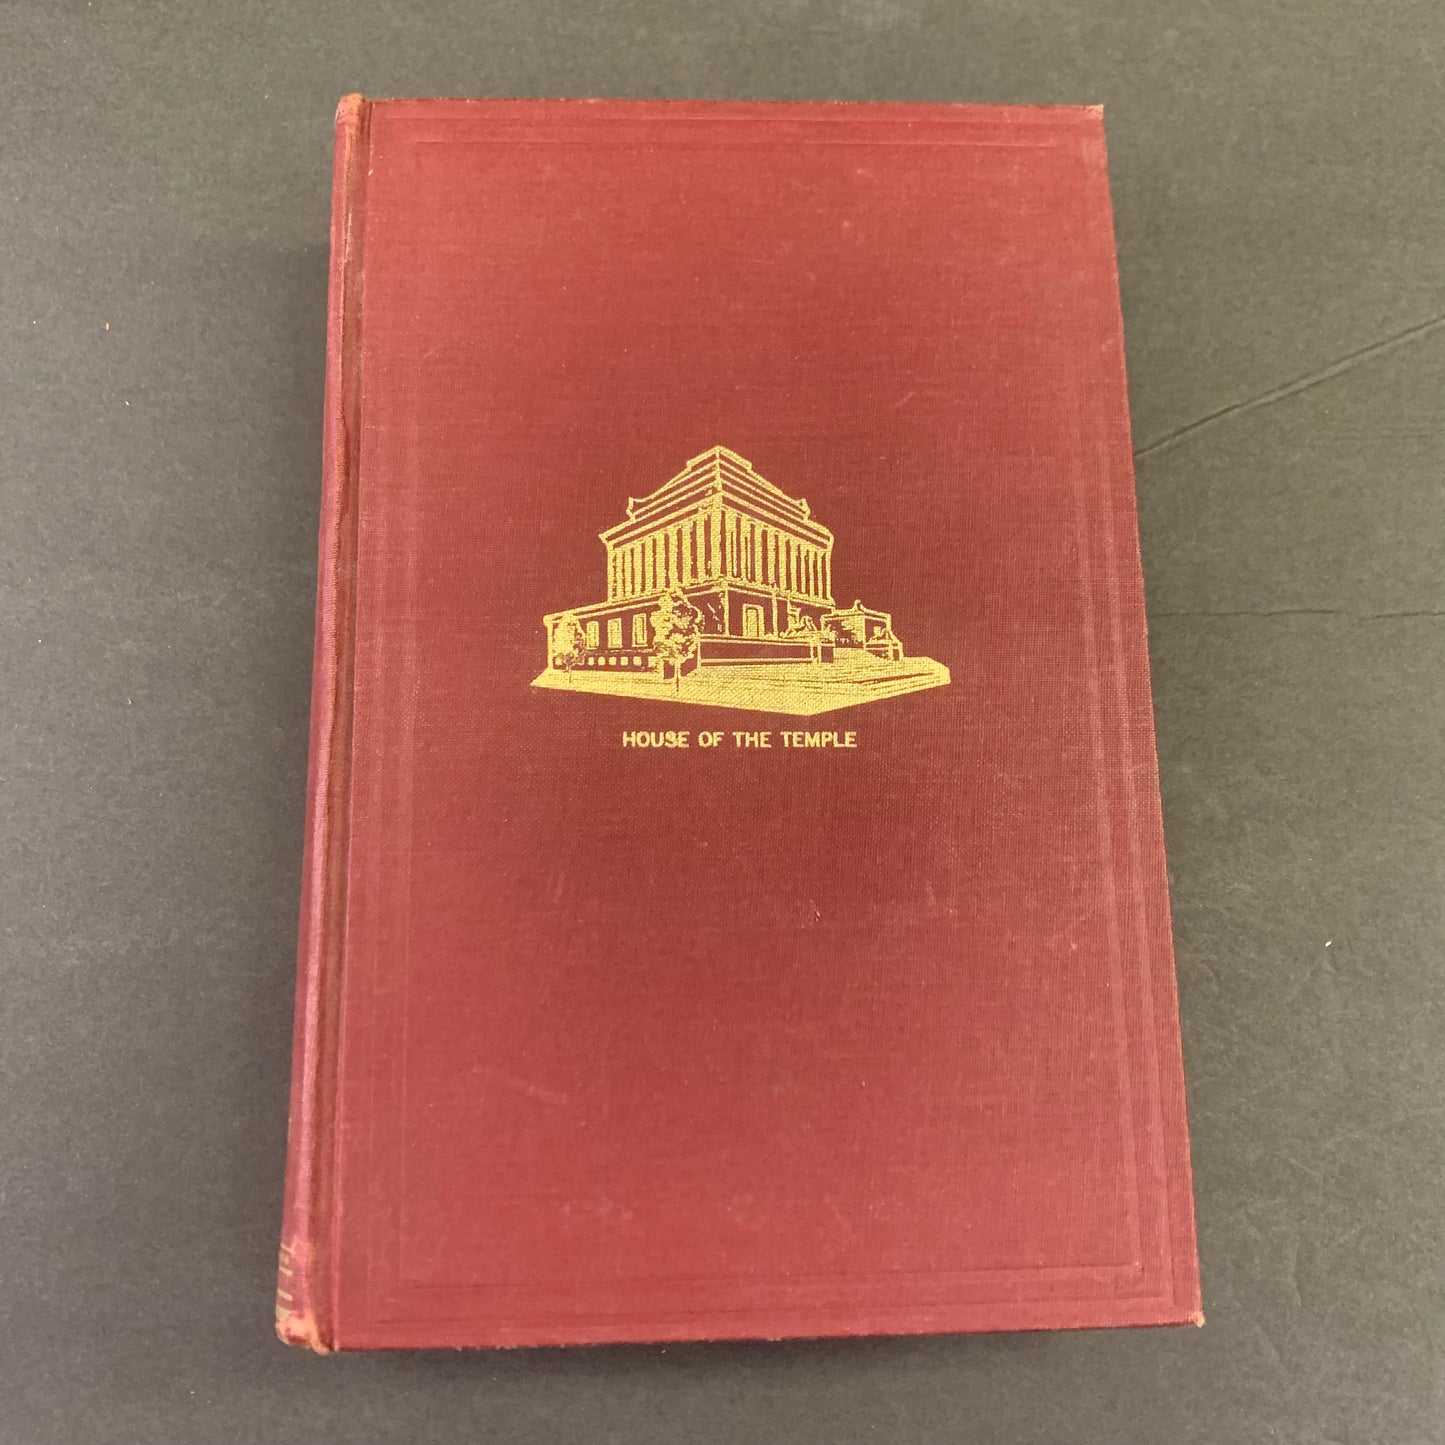 HOUSE OF THE TEMPLE